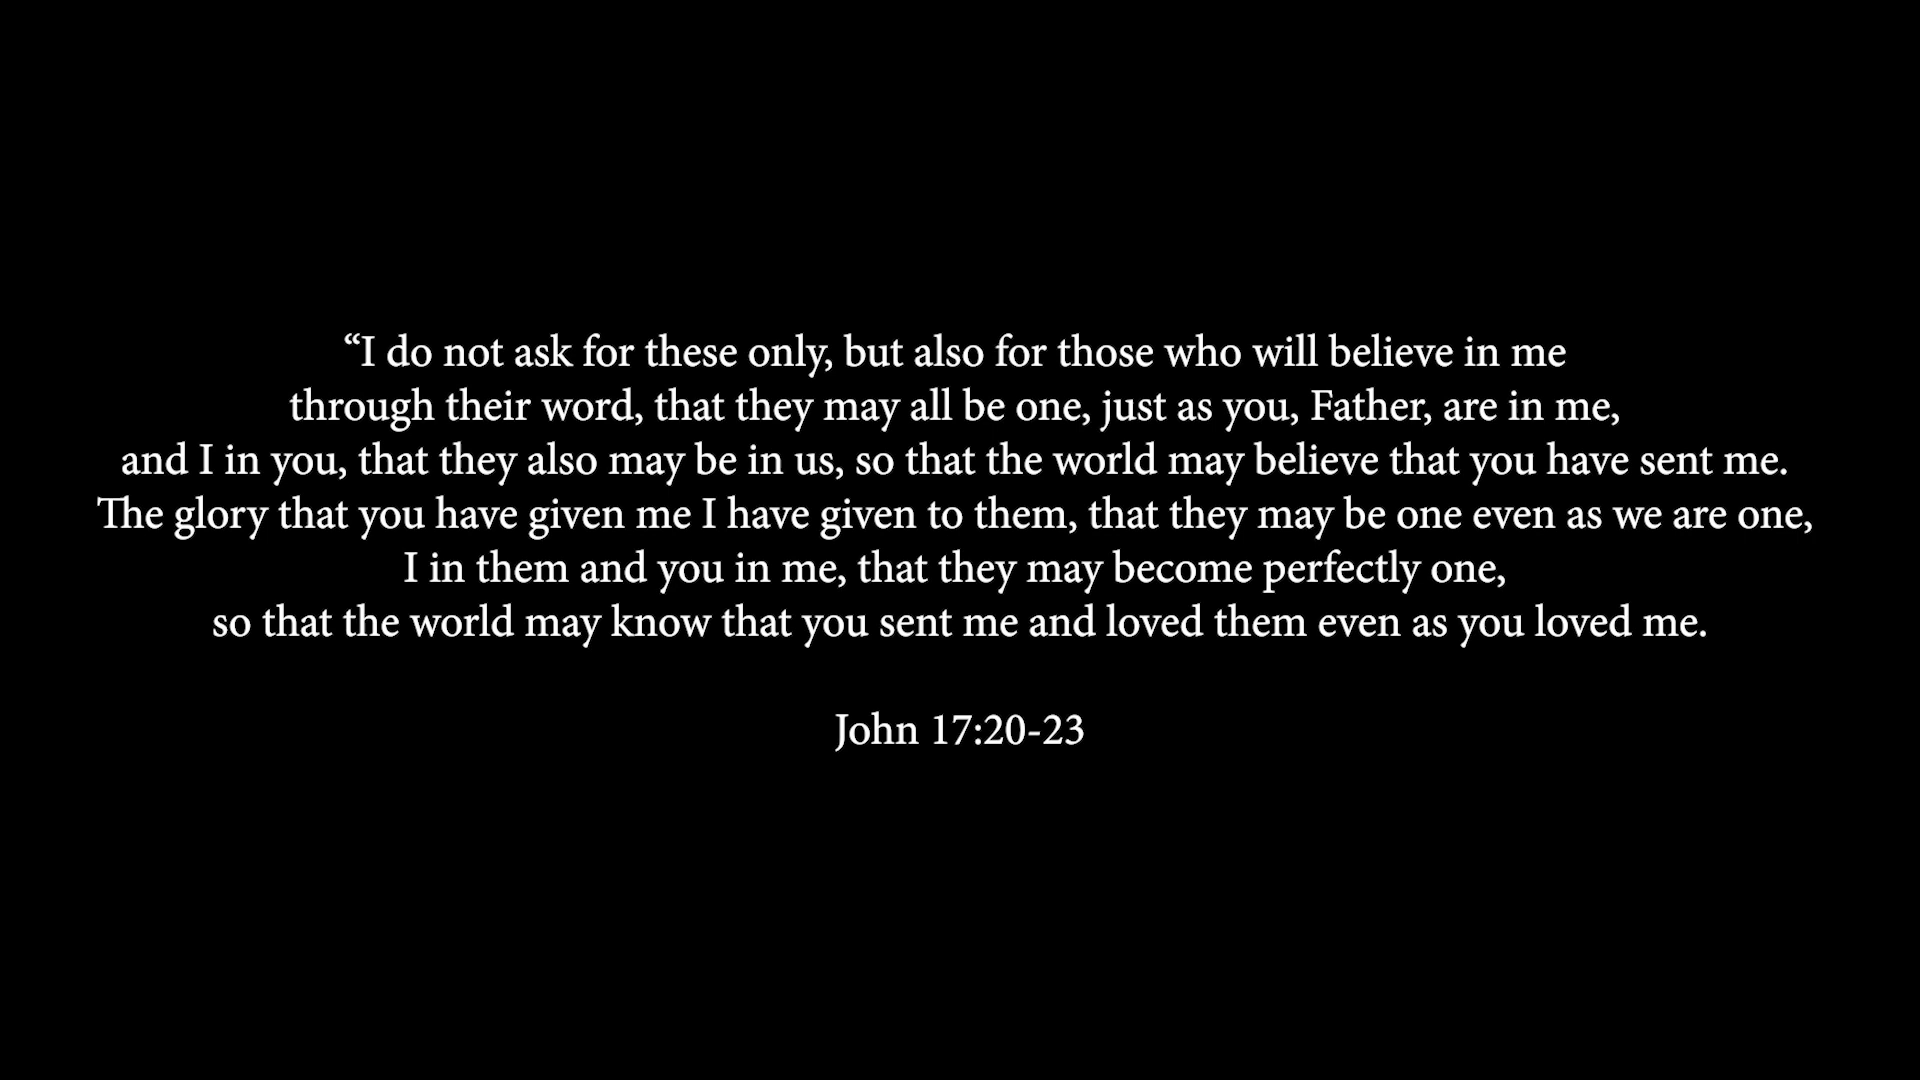 “I do not ask for these only, but also for those who will believe in me
through their word, that they may all be one, just as you, Father, are in me,
and I in you, that they also may be in us, so that the world may believe that you have sent me.
The glory that you have given me I have given to them, that they may be one even as we are one,
I in them and you in me, that they may become perfectly one,
so that the world may know that you sent me and loved them even as you loved me.
John 17:20-23